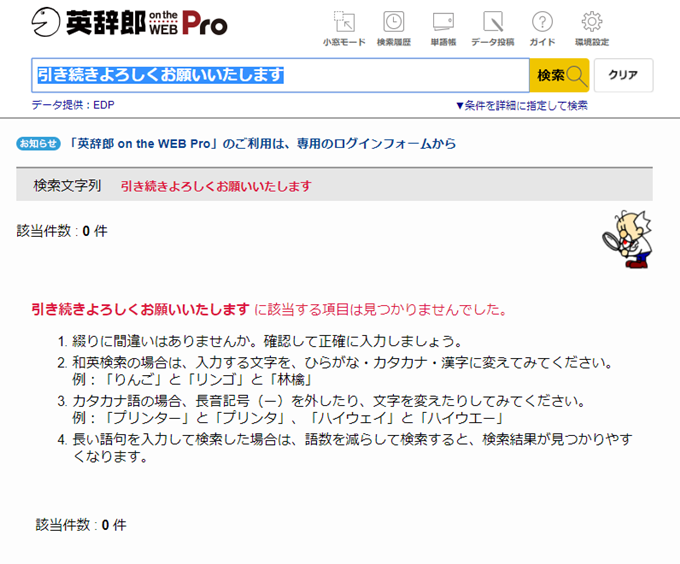 英辞郎 on the WEB Pro
小窓モード 検索履歴 単語帳 データ投稿 ガイド 環境設定
引き続きよろしくお願いいたします 検索 クリア
データ提供：EDP ▼条件を詳細に指定して検索
お知らせ 「英辞郎 on the WEB Pro」のご利用は、専用のログインフォームから
検索文字列 引き続きよろしくお願いいたします
該当件数 : 0 件
引き続きよろしくお願いいたします に該当する項目は見つかりませんでした。
1. 綴りに間違いはありませんか。確認して正確に入力しましょう。
2. 和英検索の場合は、入力する文字を、ひらがな・カタカナ・漢字に変えてみてください。
例：「りんご」と「リンゴ」と「林檎」
3. カタカナ語の場合、長音記号（ー）を外したり、文字を変えたりしてみてください。
例：「プリンター」と「プリンタ」、「ハイウェイ」と「ハイウエー」
4. 長い語句を入力して検索した場合は、語数を減らして検索すると、検索結果が見つかりやす
くなります。
該当件数 : 0 件